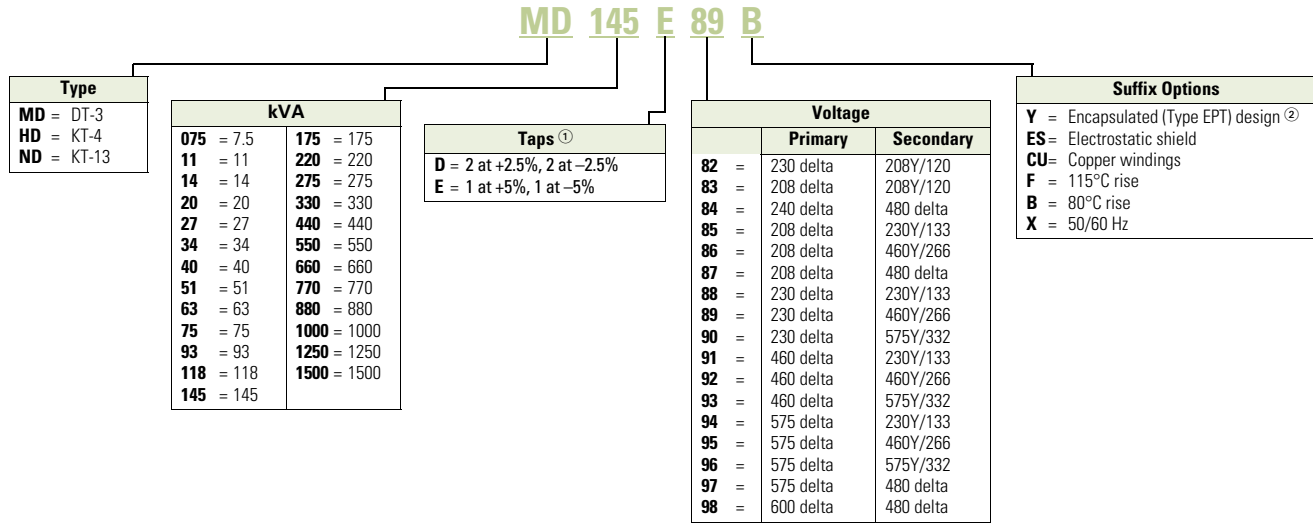 MD 145 E 89 B
Type
MD = DT-3
HD = KT-4
ND = KT-13
kVA
075 = 7.5
11 = 11
14 = 14
20 = 20
27 = 27
34 = 34
40 = 40
51 = 51
63 = 63
75 = 75
93 = 93
118 = 118
145 = 145
175 = 175
220 = 220
275 = 275
330 = 330
440 = 440
550 = 550
660 = 660
770 = 770
880 = 880
1000 = 1000
1250 = 1250
1500 = 1500
Taps ①
D = 2 at +2.5%, 2 at –2.5%
E = 1 at +5%, 1 at –5%
Voltage
Primary Secondary
82 = 230 delta 208Y/120
83 = 208 delta 208Y/120
84 = 240 delta 480 delta
85 = 208 delta 230Y/133
86 = 208 delta 460Y/266
87 = 208 delta 480 delta
88 = 230 delta 230Y/133
89 = 230 delta 460Y/266
90 = 230 delta 575Y/332
91 = 460 delta 230Y/133
92 = 460 delta 460Y/266
93 = 460 delta 575Y/332
94 = 575 delta 230Y/133
95 = 575 delta 460Y/266
96 = 575 delta 575Y/332
97 = 575 delta 480 delta
98 = 600 delta 480 delta
Suffix Options
Y = Encapsulated (Type EPT) design ②
ES = Electrostatic shield
CU = Copper windings
F = 115°C rise
B = 80°C rise
X = 50/60 Hz